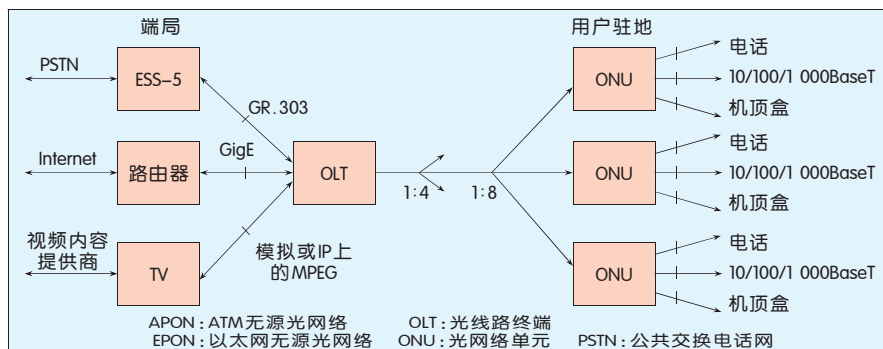 端局
用户驻地
PSTN
ESS-5
GR.303
Internet
路由器
GigE
OLT
1:4
1:8
视频内容
提供商
TV
模拟或IP上
的MPEG
ONU
电话
10/100/1 000BaseT
机顶盒
ONU
电话
10/100/1 000BaseT
机顶盒
ONU
电话
10/100/1 000BaseT
机顶盒
APON:ATM无源光网络 OLT:光线路终端
EPON:以太网无源光网络 ONU:光网络单元 PSTN:公共交换电话网